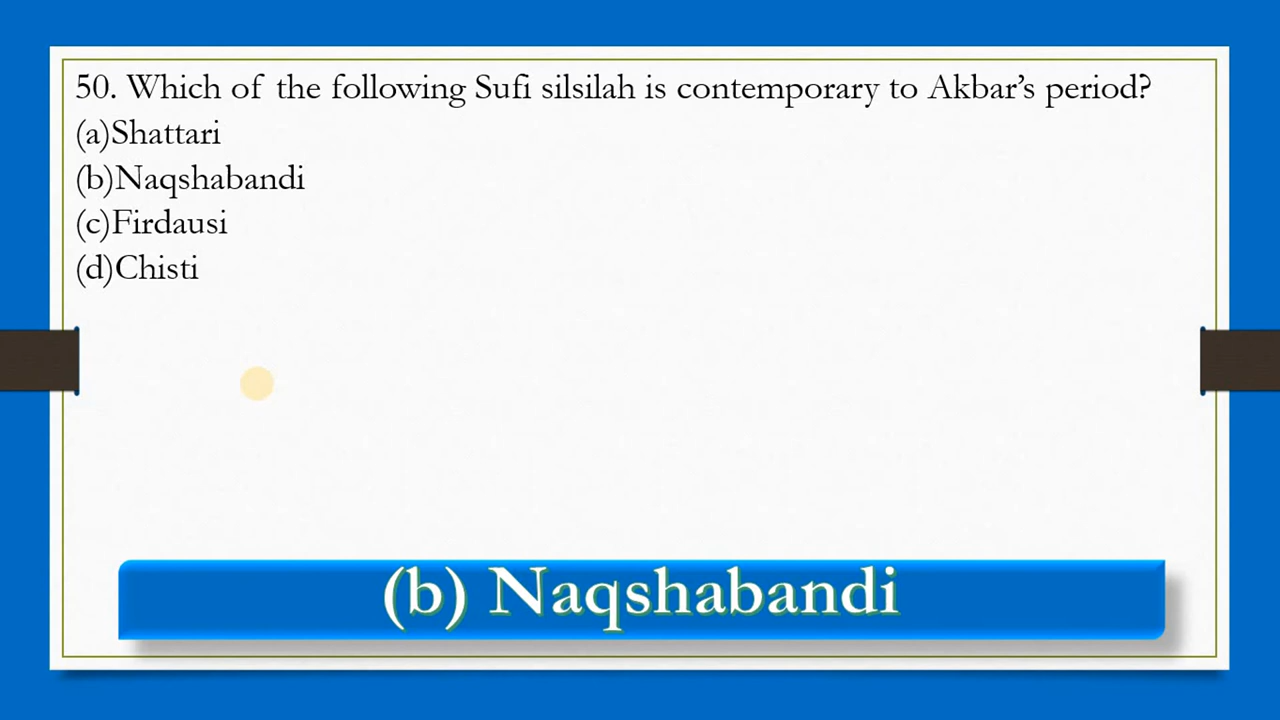 50. Which of the following Sufi silsilah is contemporary to Akbar’s period?
(a)Shattari
(b)Naqshabandi
(c)Firdausi
(d)Chisti
(b) Naqshabandi